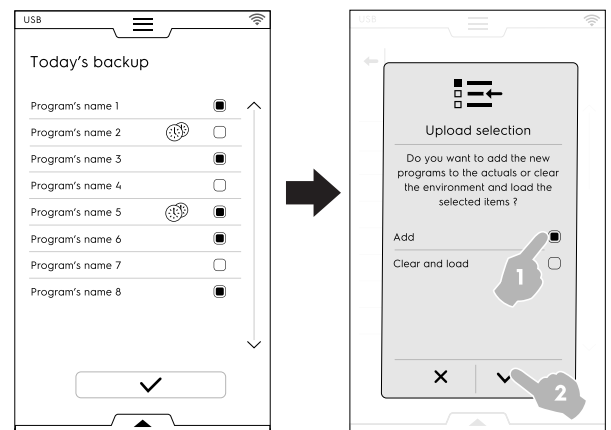 USB
Today's backup
Program's name 1
Program's name 2
Program's name 3
Program's name 4
Program's name 5
Program's name 6
Program's name 7
Program's name 8
USB
Upload selection
Do you want to add the new
programs to the actuals or clear
the environment and load the
selected items ?
Add
Clear and load
1
2